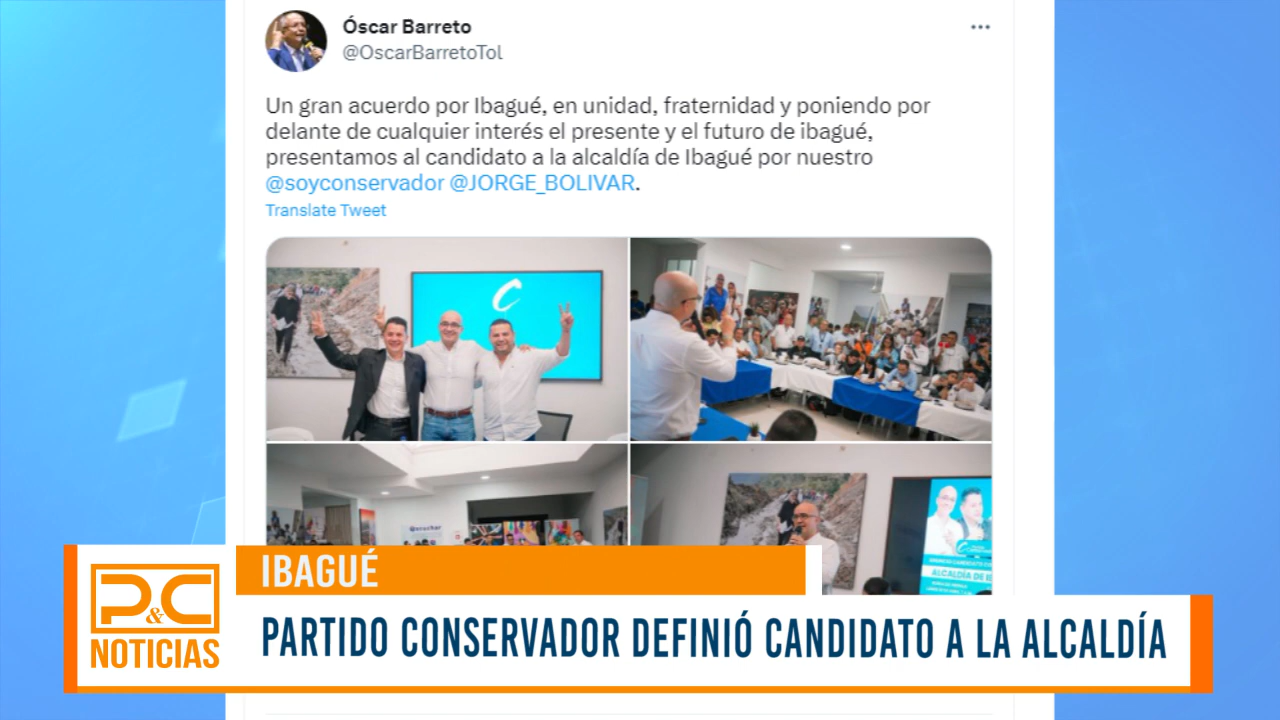 Óscar Barreto
@OscarBarretoTol
Un gran acuerdo por Ibagué, en unidad, fraternidad y poniendo por
delante de cualquier interés el presente y el futuro de ibagué,
presentamos al candidato a la alcaldía de Ibagué por nuestro
@soyconservador @JORGE_BOLIVAR.
Translate Tweet
ALCALDÍA DE
IBAGUÉ
P&C
NOTICIAS
PARTIDO CONSERVADOR DEFINIÓ CANDIDATO A LA ALCALDÍA